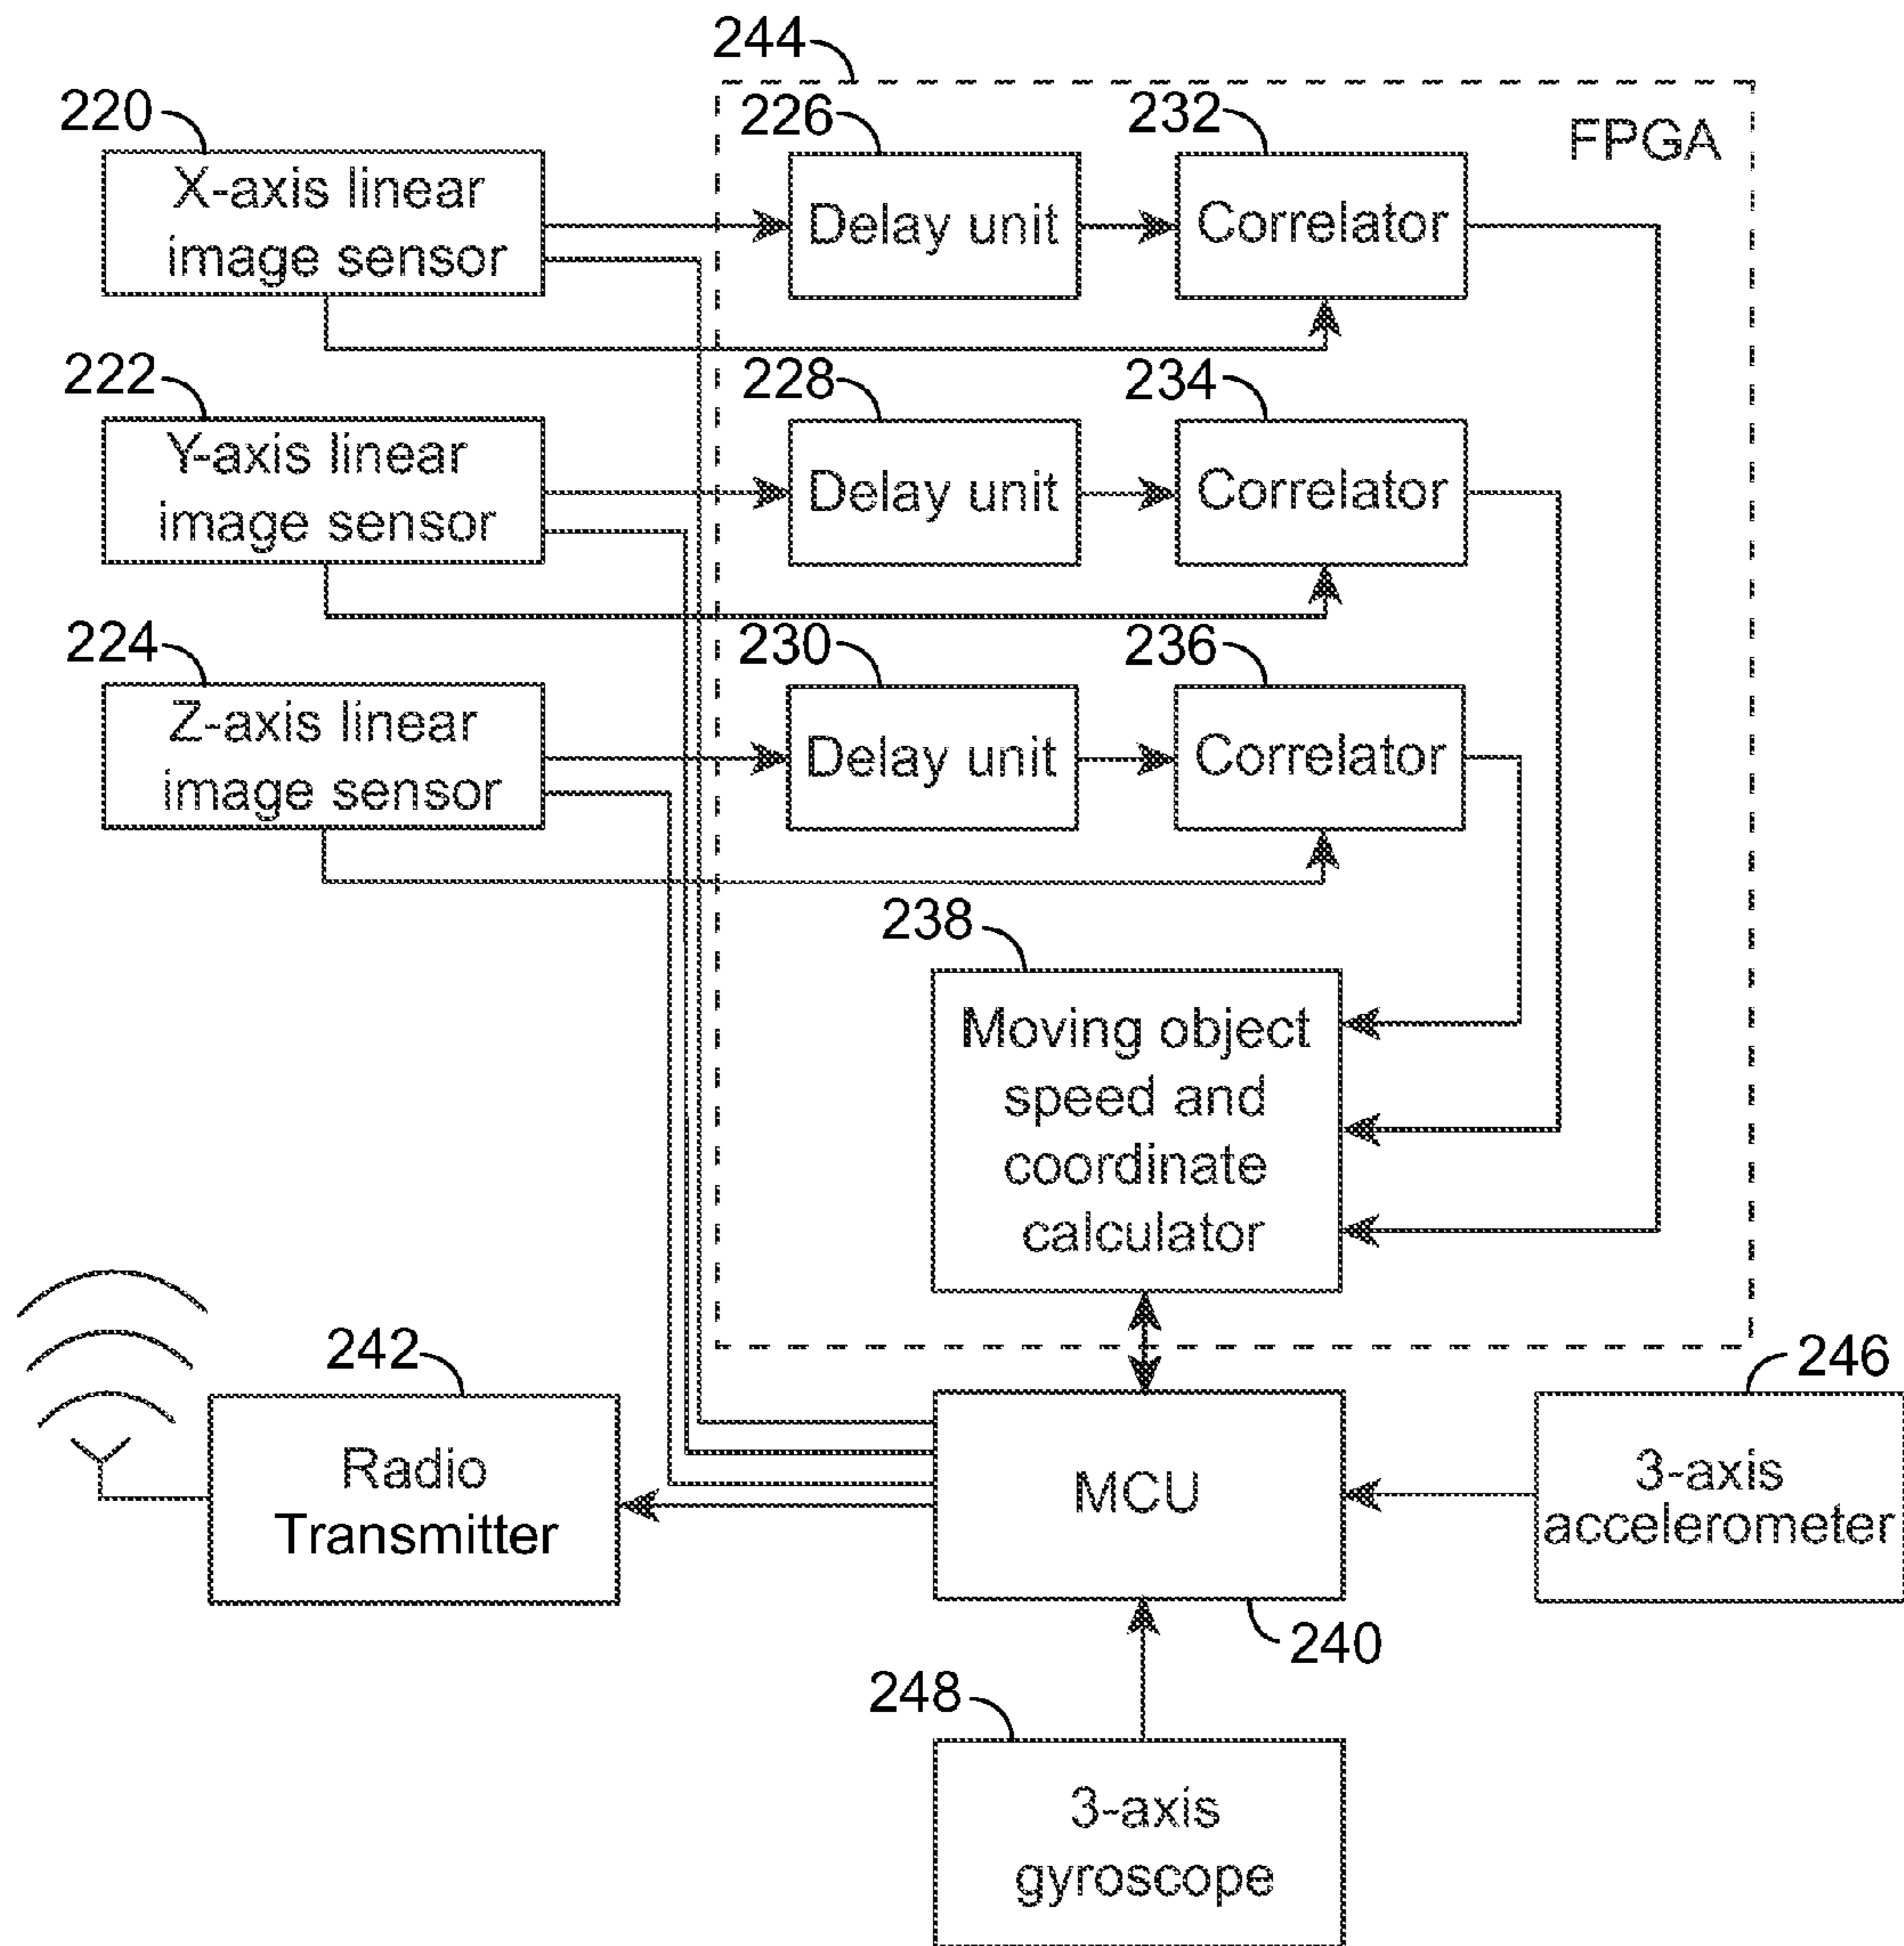 244
220
226
232
FPGA
X-axis linear
image sensor
Delay unit
Correlator
222
228
234
Y-axis linear
image sensor
Delay unit
Correlator
224
230
236
Z-axis linear
image sensor
Delay unit
Correlator
238
Moving object
speed and
coordinate
calculator
242
246
Radio
Transmitter
MCU
3-axis
accelerometer
240
248
3-axis
gyroscope